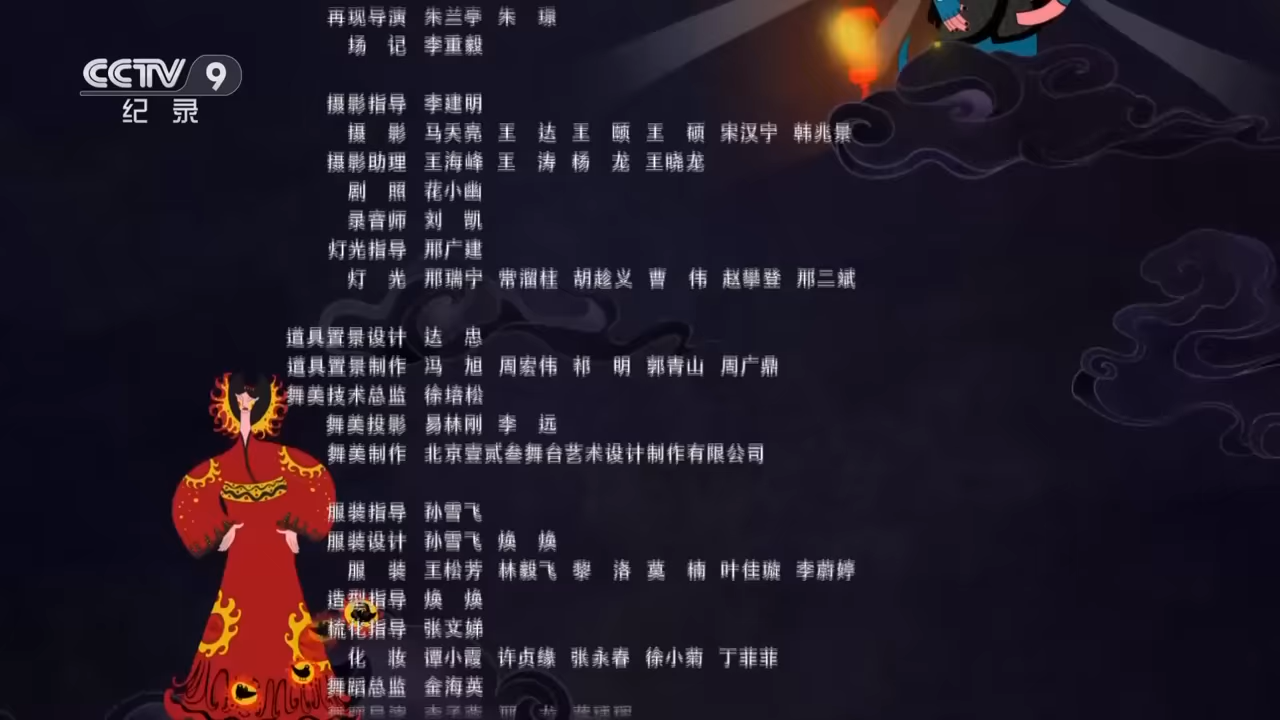 再现导演 朱兰亭 朱 璟
场 记 李重毅
CCTV 9
纪 录
摄影指导 李建明
摄 影 马天亮 王 达 王 颐 王 硕 宋汉宇 韩兆景
摄影助理 王海峰 王 涛 杨 龙 王晓龙
剧 照 花小幽
录音师 刘 凯
灯光指导 邢广建
灯 光 邢瑞宁 常溜柱 胡趁义 曹 伟 赵攀登 邢二斌
道具置景设计 达 忠
道具置景制作 冯 旭 周宏伟 祁 明 郭青山 周广鼎
舞美技术总监 徐培松
舞美投影 易林刚 李 远
舞美制作 北京壹贰叁舞台艺术设计制作有限公司
服装指导 孙雪飞
服装设计 孙雪飞 焕 焕
服 装 王松芳 林毅飞 黎 洛 莫 楠 叶佳璇 李蔚婷
造型指导 焕 焕
梳化指导 张文娣
化 妆 谭小霞 许贞缘 张永春 徐小菊 丁菲菲
舞蹈总监 金海英